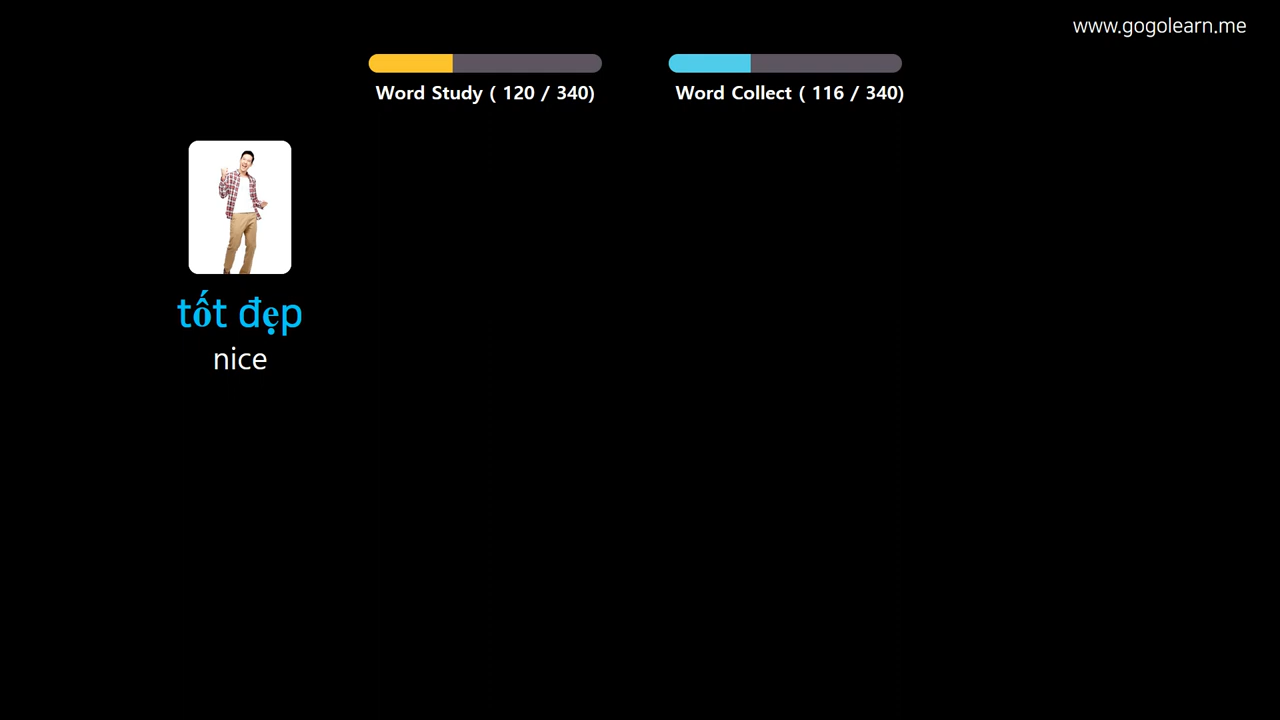 www.gogolearn.me
Word Study ( 120 / 340)
Word Collect ( 116 / 340)
tốt đẹp
nice